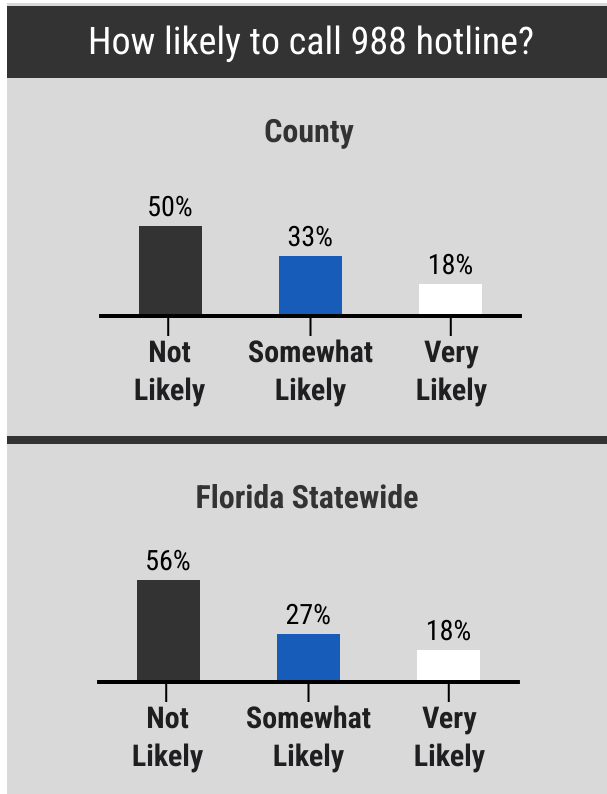 How likely to call 988 hotline?
County
50%
33%
18%
Not
Likely
Somewhat
Likely
Very
Likely
Florida Statewide
56%
27%
18%
Not
Likely
Somewhat
Likely
Very
Likely